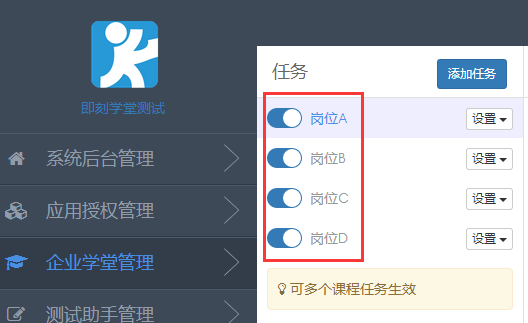 即刻学堂测试
系统后台管理
应用授权管理
企业学堂管理
测试助手管理
任务
添加任务
岗位A
设置
岗位B
设置
岗位C
设置
岗位D
设置
可多个课程任务生效